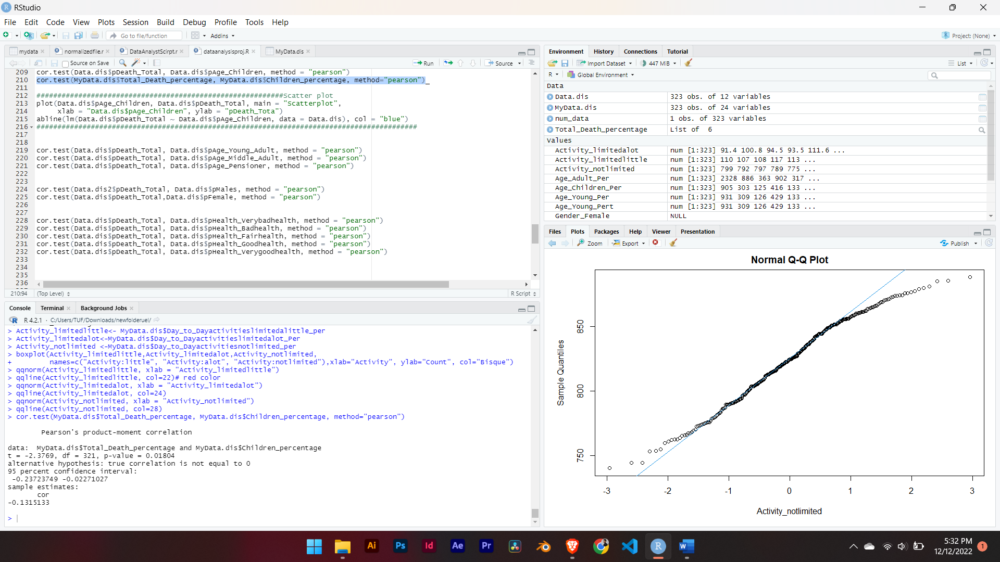 RStudio
File Edit Code View Plots Session Build Debug Profile Tools Help
Go to file/function Addins Project: (None)
mydata normalizedfile.r DataAnalystScirpt.r dataanalysisproj.R MyData.dis
Source on Save Run Source
209 cor.test(Data.dis$pDeath_Total, Data.dis$pAge_Children, method = "pearson")
210 cor.test(MyData.dis$Total_Death_percentage, MyData.dis$Children_percentage, method="pearson")
211
212 ###########################################################Scatter plot
213 plot(Data.dis$pAge_Children, Data.dis$pDeath_Total, main = "Scatterplot",
214 xlab = "Data.dis$pAge_Children", ylab = "pDeath_Tota")
215 abline(lm(Data.dis$pDeath_Total ~ Data.dis$pAge_Children, data = Data.dis), col = "blue")
216 ###########################################################################################
217
218
219 cor.test(Data.dis$pDeath_Total, Data.dis$pAge_Young_Adult, method = "pearson")
220 cor.test(Data.dis$pDeath_Total, Data.dis$pAge_Middle_Adult, method = "pearson")
221 cor.test(Data.dis$pDeath_Total, Data.dis$pAge_Pensioner, method = "pearson")
222
223
224 cor.test(Data.dis2$pDeath_Total, Data.dis$pMales, method = "pearson")
225 cor.test(Data.dis$pDeath_Total,Data.dis$pFemale, method = "pearson")
226
227
228 cor.test(Data.dis$pDeath_Total, Data.dis$pHealth_Verybadhealth, method = "pearson")
229 cor.test(Data.dis$pDeath_Total, Data.dis$pHealth_Badhealth, method = "pearson")
230 cor.test(Data.dis$pDeath_Total, Data.dis$pHealth_Fairhealth, method = "pearson")
231 cor.test(Data.dis$pDeath_Total, Data.dis$pHealth_Goodhealth, method = "pearson")
232 cor.test(Data.dis$pDeath_Total, Data.dis$pHealth_Verygoodhealth, method = "pearson")
233
234
235
236
210:94 (Top Level) R Script
Console Terminal Background Jobs
R 4.2.1 · C:/Users/TUF/Downloads/newfolderuel/
> Activity_limitedlittle<- MyData.dis$Day_to_Dayactivitieslimitedalittle_per
> Activity_limitedalot<-MyData.dis$Day_to_Dayactivitieslimitedalot_Per
> Activity_notlimited <-MyData.dis$Day_to_Dayactivitiesnotlimited_per
> boxplot(Activity_limitedlittle,Activity_limitedalot,Activity_notlimited,
+ names=c("Activity:little", "Activity:alot", "Activity:notlimited"),xlab="Activity", ylab="Count", col="Bisque")
> qqnorm(Activity_limitedlittle, xlab = "Activity_limitedlittle")
> qqline(Activity_limitedlittle, col=22)# red color
> qqnorm(Activity_limitedalot, xlab = "Activity_limitedalot")
> qqline(Activity_limitedalot, col=24)
> qqnorm(Activity_notlimited, xlab = "Activity_notlimited")
> qqline(Activity_notlimited, col=28)
> cor.test(MyData.dis$Total_Death_percentage, MyData.dis$Children_percentage, method="pearson")
Pearson's product-moment correlation
data: MyData.dis$Total_Death_percentage and MyData.dis$Children_percentage
t = -2.3769, df = 321, p-value = 0.01804
alternative hypothesis: true correlation is not equal to 0
95 percent confidence interval:
-0.23723749 -0.02271027
sample estimates:
cor
-0.1315133
>
Environment History Connections Tutorial
Import Dataset 447 MiB List
R Global Environment
Data
Data.dis 323 obs. of 12 variables
MyData.dis 323 obs. of 24 variables
num_data 1 obs. of 323 variables
Total_Death_percentage List of 6
Values
Activity_limitedalot num [1:323] 91.4 100.8 94.5 93.5 111.6 ...
Activity_limitedlittle num [1:323] 110 107 108 117 113 ...
Activity_notlimited num [1:323] 799 792 797 789 775 ...
Age_Adult_Per num [1:323] 2328 886 363 902 317 ...
Age_Children_Per num [1:323] 905 303 125 416 133 ...
Age_Young_Per num [1:323] 931 309 126 429 133 ...
Age_Young_Pert num [1:323] 931 309 126 429 133 ...
Gender_Female NULL
Files Plots Packages Help Viewer Presentation
Zoom Export Publish
Normal Q-Q Plot
Sample Quantiles
850
800
750
-3 -2 -1 0 1 2 3
Activity_notlimited
Ai Ps Id Ae Pr R W
5:32 PM
12/12/2022
1